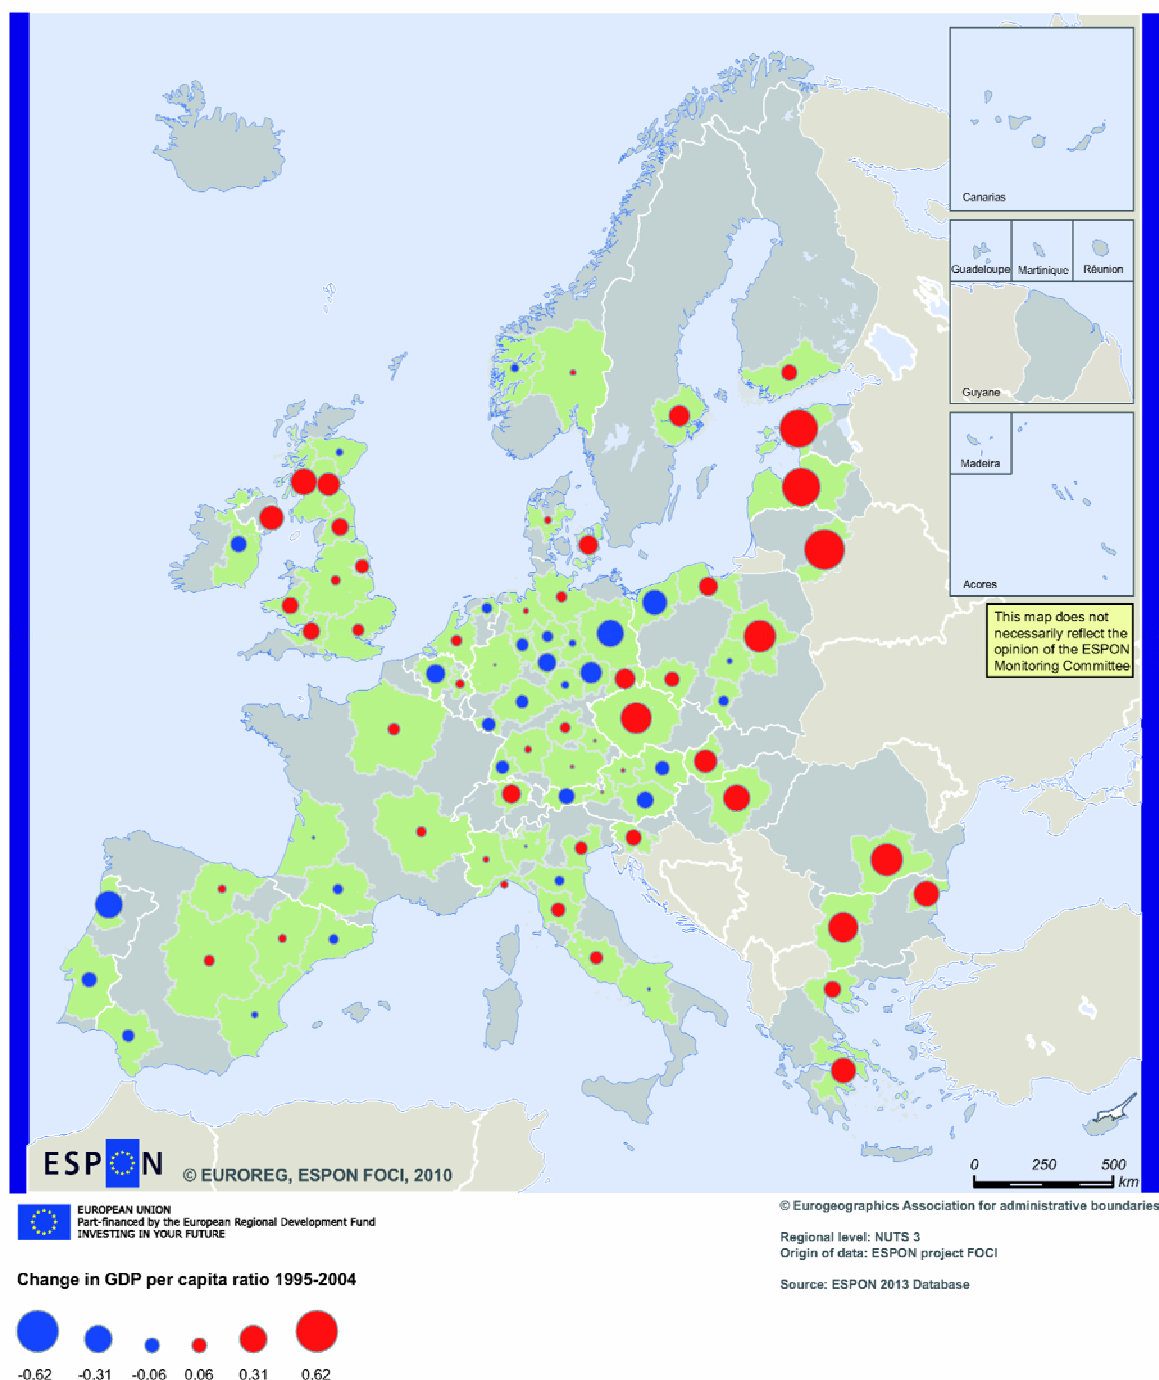 Canarias
Guadeloupe
Martinique
Réunion
Guyane
Madeira
Acores
This map does not
necessarily reflect the
opinion of the ESPON
Monitoring Committee
ESPON
© EUROREG, ESPON FOCI, 2010
0 250 500
km
EUROPEAN UNION
Part-financed by the European Regional Development Fund
INVESTING IN YOUR FUTURE
© Eurogeographics Association for administrative boundaries
Regional level: NUTS 3
Origin of data: ESPON project FOCI
Source: ESPON 2013 Database
Change in GDP per capita ratio 1995-2004
-0.62 -0.31 -0.06 0.06 0.31 0.62